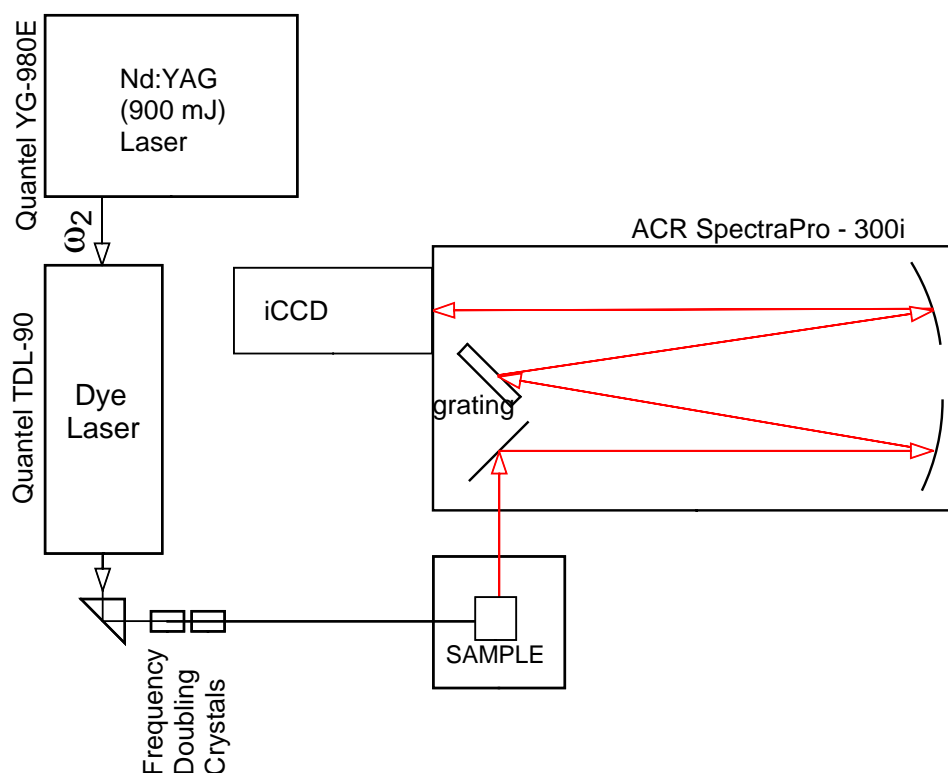 Quantel YG-980E
Nd:YAG
(900 mJ)
Laser
ω2
ACR SpectraPro - 300i
iCCD
Quantel TDL-90
Dye
Laser
grating
SAMPLE
Frequency
Doubling
Crystals